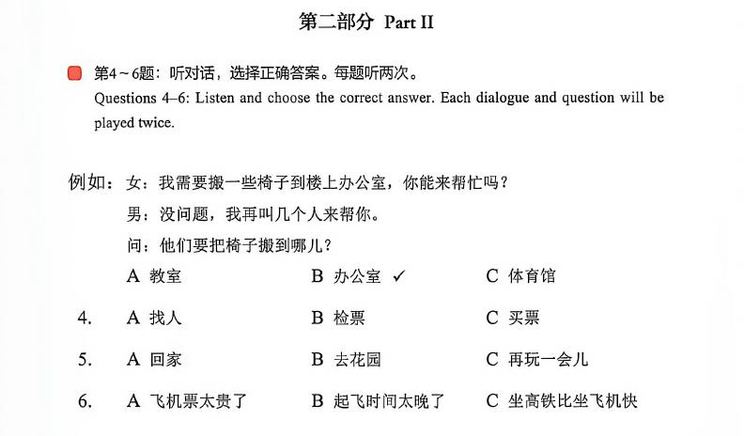 第二部分 Part II
第4～6题：听对话，选择正确答案。每题听两次。
Questions 4–6: Listen and choose the correct answer. Each dialogue and question will be
played twice.
例如：女：我需要搬一些椅子到楼上办公室，你能来帮忙吗？
男：没问题，我再叫几个人来帮你。
问：他们要把椅子搬到哪儿？
A 教室 B 办公室 ✓ C 体育馆
4. A 找人 B 检票 C 买票
5. A 回家 B 去花园 C 再玩一会儿
6. A 飞机票太贵了 B 起飞时间太晚了 C 坐高铁比坐飞机快